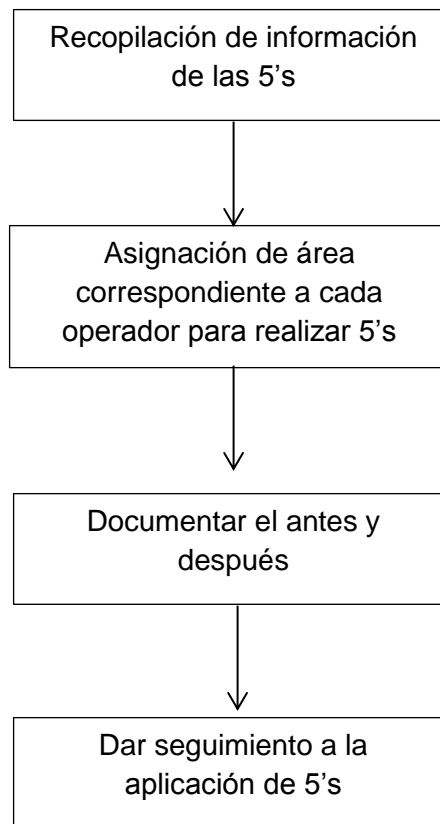 Recopilación de información
de las 5’s
Asignación de área
correspondiente a cada
operador para realizar 5’s
Documentar el antes y
después
Dar seguimiento a la
aplicación de 5’s